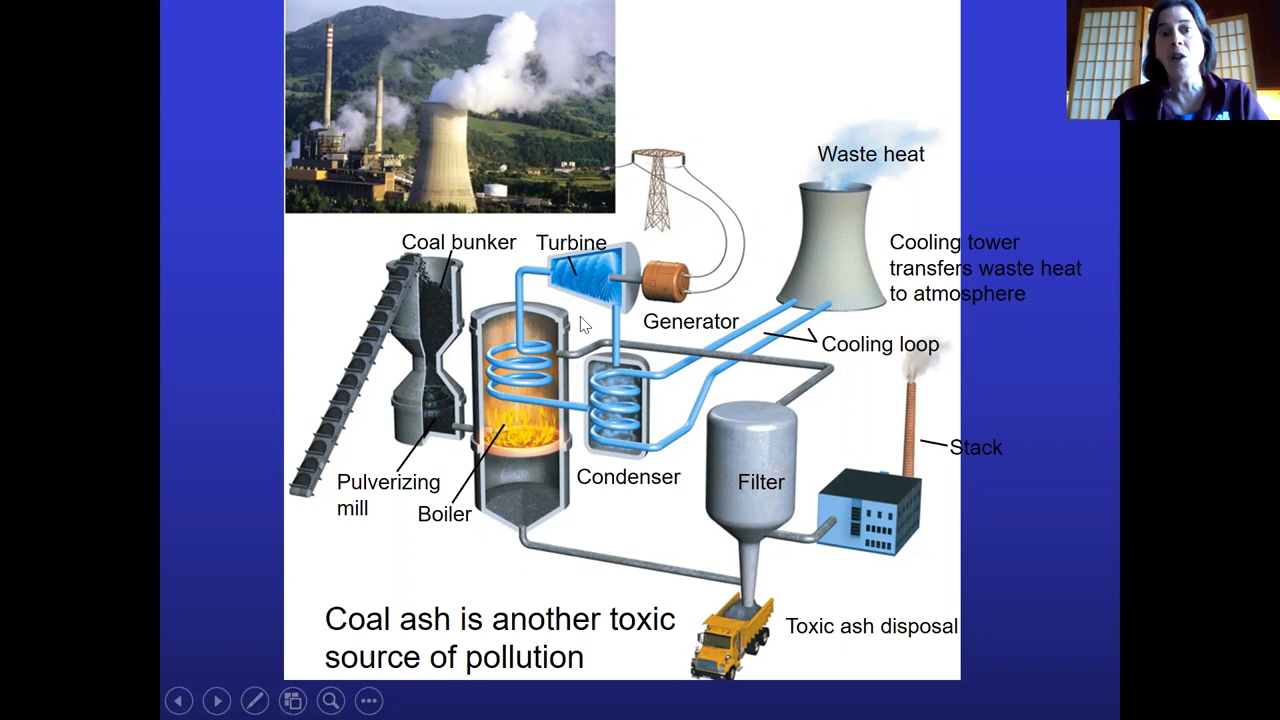 Waste heat
Coal bunker
Turbine
Cooling tower
transfers waste heat
to atmosphere
Generator
Cooling loop
Stack
Pulverizing
mill
Boiler
Condenser
Filter
Coal ash is another toxic
source of pollution
Toxic ash disposal